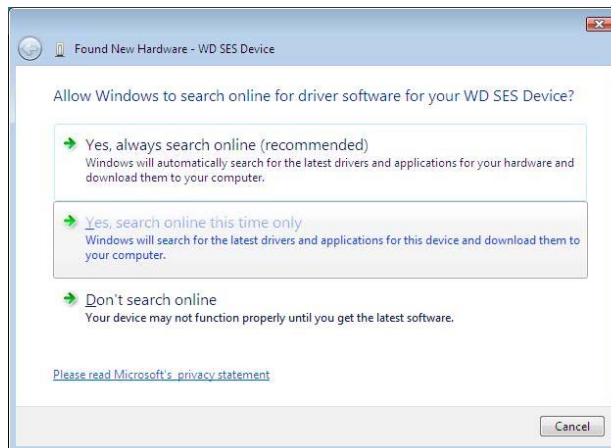 Found New Hardware - WD SES Device
Allow Windows to search online for driver software for your WD SES Device?
Yes, always search online (recommended)
Windows will automatically search for the latest drivers and applications for your hardware and
download them to your computer.
Yes, search online this time only
Windows will search for the latest drivers and applications for this device and download them to
your computer.
Don't search online
Your device may not function properly until you get the latest software.
Please read Microsoft's privacy statement
Cancel